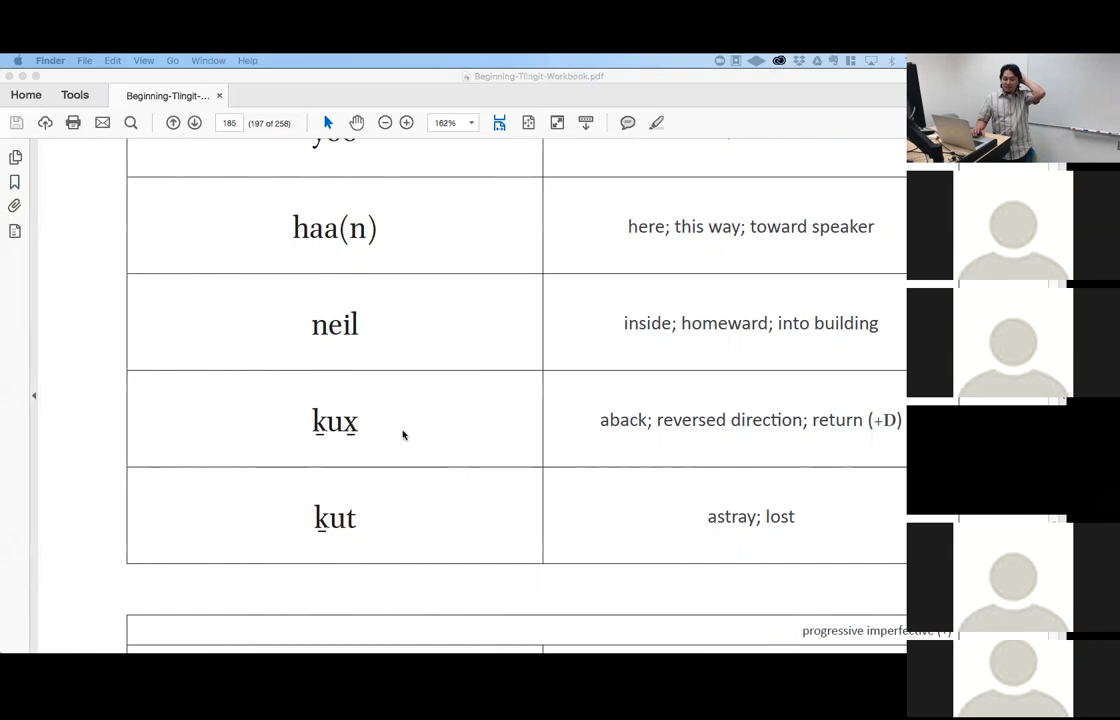 Finder File Edit View Go Window Help
Beginning-Tlingit-Workbook.pdf
Home Tools Beginning-Tlingit-... ×
185 (197 of 258) 162%
haa(n) here; this way; toward speaker
neil inside; homeward; into building
ḵux̱ aback; reversed direction; return (+D)
ḵut astray; lost
progressive imperfective